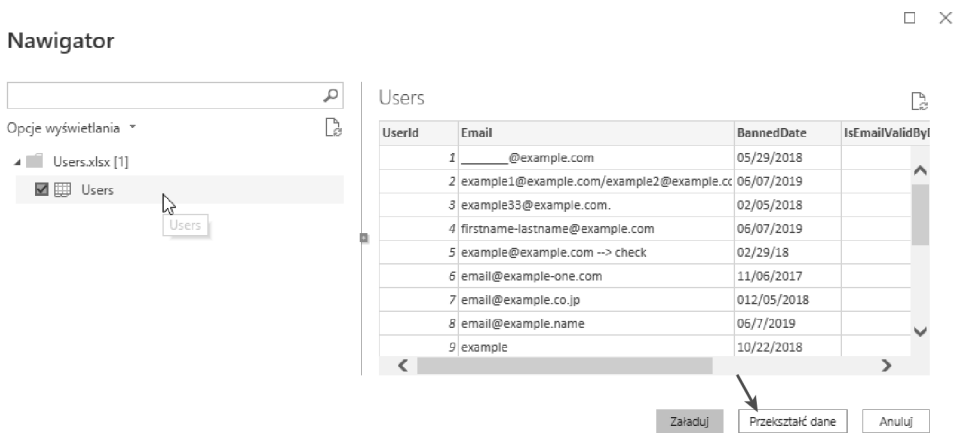 Nawigator
Opcje wyświetlania
Users.xlsx [1]
Users
Users
Users
UserId Email BannedDate IsEmailValidByI
1 _______@example.com 05/29/2018
2 example1@example.com/example2@example.cc 06/07/2019
3 example33@example.com. 02/05/2018
4 firstname-lastname@example.com 06/07/2019
5 example@example.com --> check 02/29/18
6 email@example-one.com 11/06/2017
7 email@example.co.jp 012/05/2018
8 email@example.name 06/7/2019
9 example 10/22/2018
Załaduj Przekształć dane Anuluj